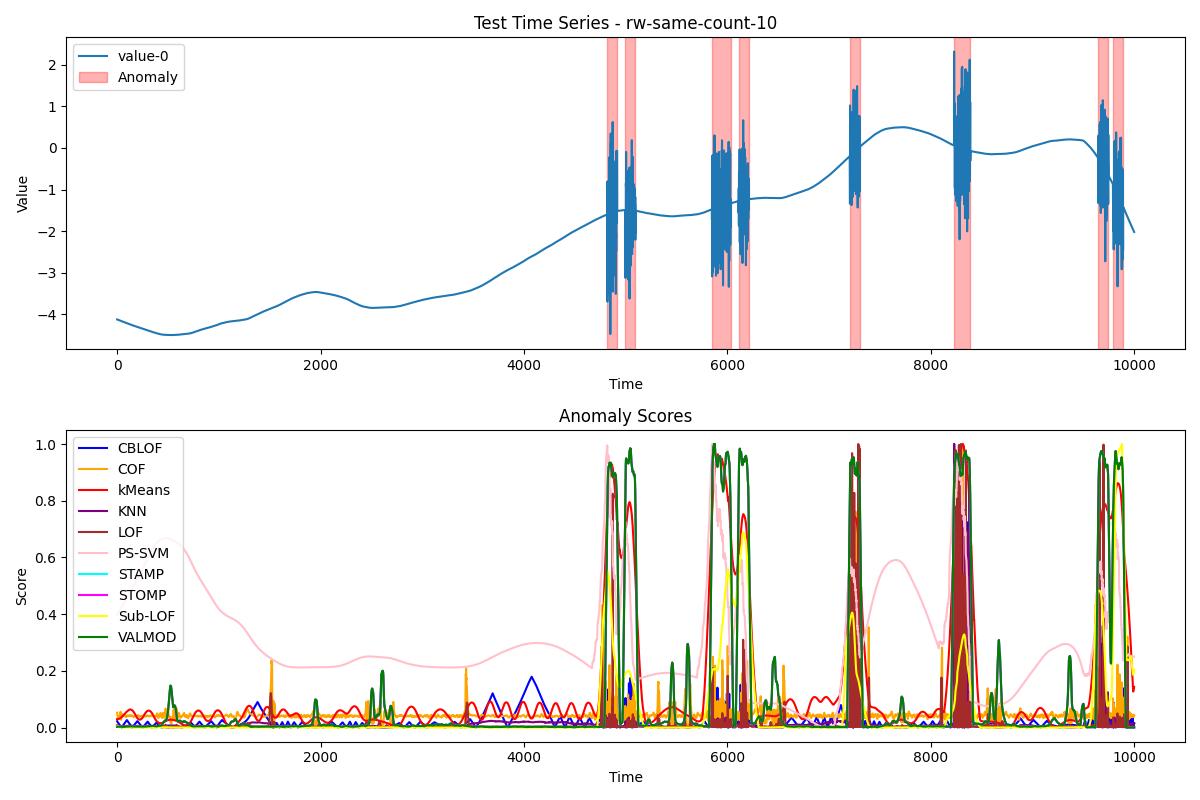 Test Time Series - rw-same-count-10
value-0
Anomaly
2
1
0
−1
−2
−3
−4
Value
0
2000
4000
6000
8000
10000
Time
Anomaly Scores
CBLOF
COF
kMeans
KNN
LOF
PS-SVM
STAMP
STOMP
Sub-LOF
VALMOD
1.0
0.8
0.6
0.4
0.2
0.0
Score
0
2000
4000
6000
8000
10000
Time